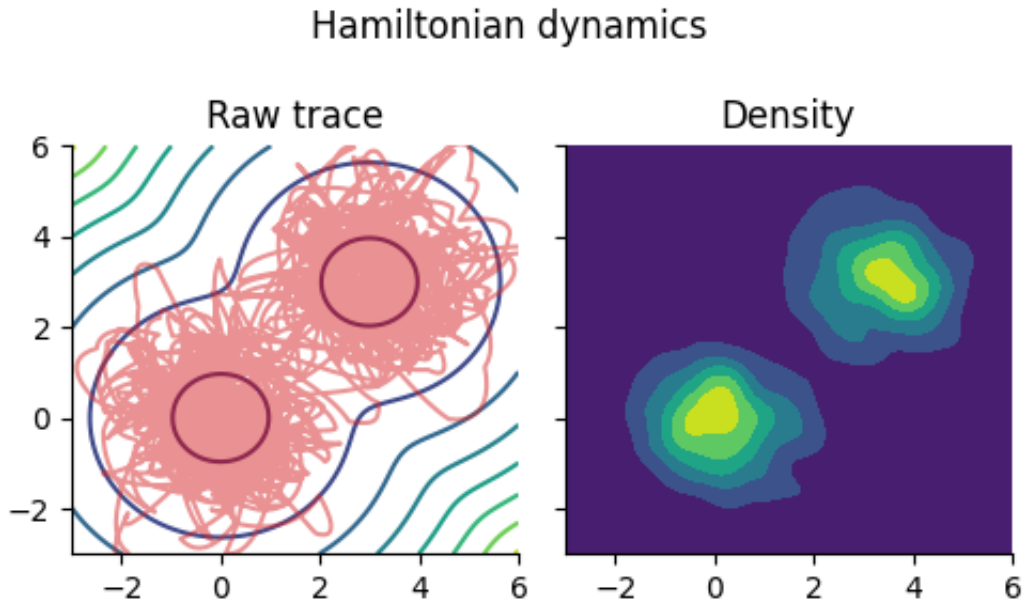 Hamiltonian dynamics
Raw trace
Density
6
4
2
0
−2
−2 0 2 4 6
−2 0 2 4 6